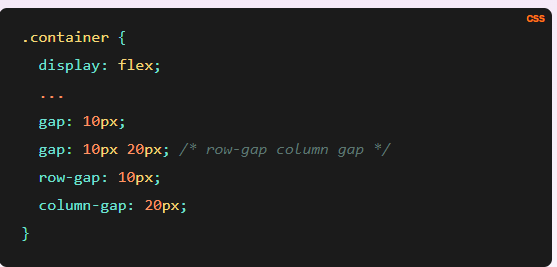 css
.container {
display: flex;
...
gap: 10px;
gap: 10px 20px; /* row-gap column gap */
row-gap: 10px;
column-gap: 20px;
}